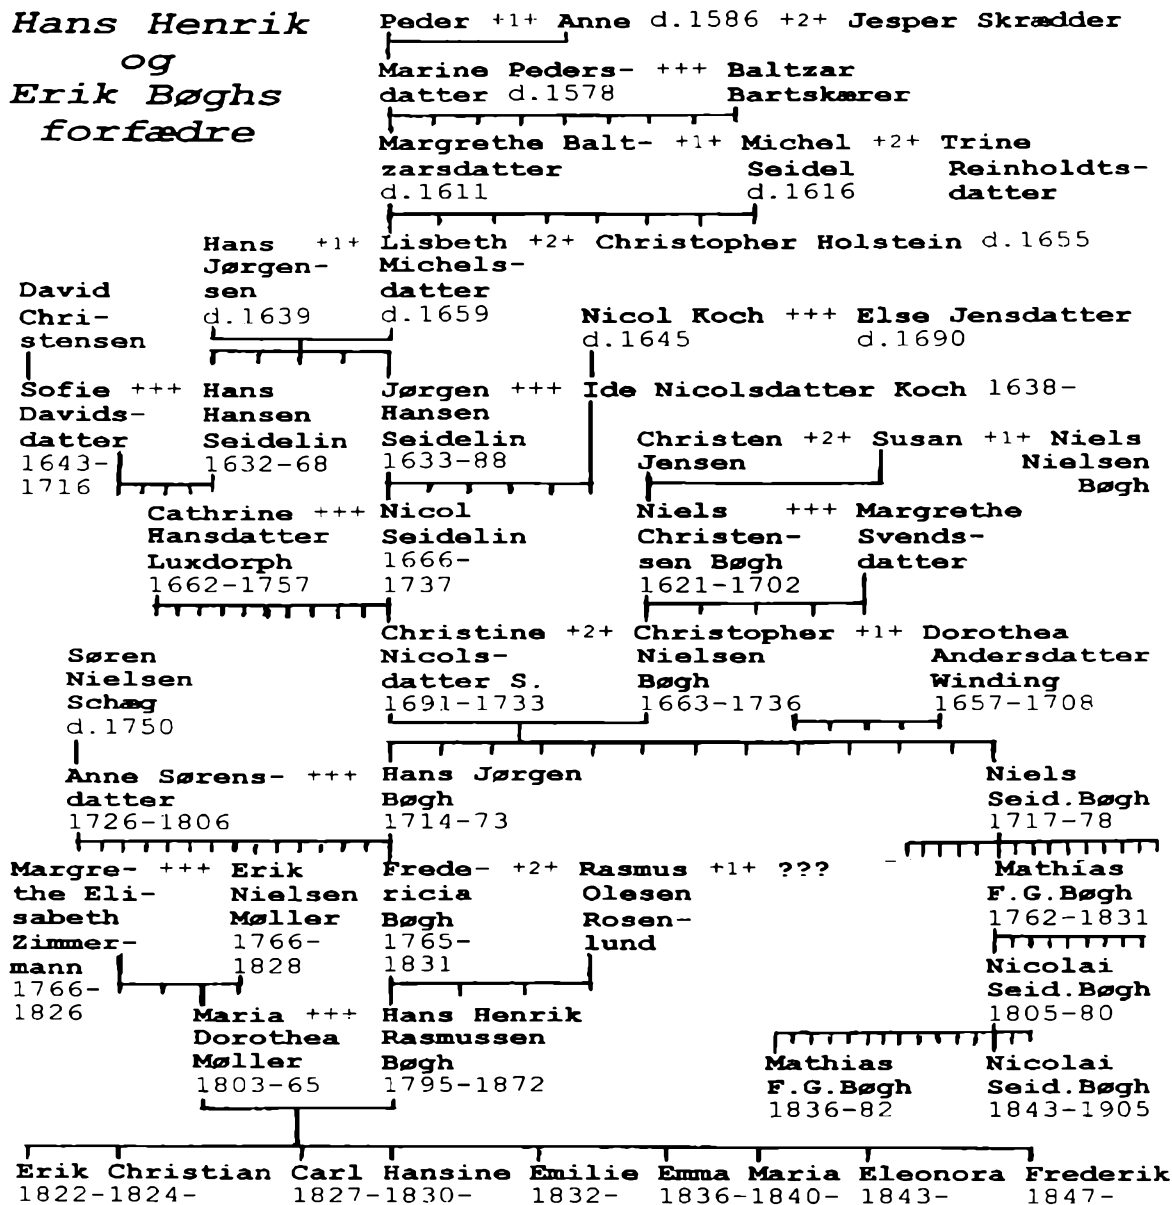 Hans Henrik
og
Erik Bøghs
forfædre
Peder +1+ Anne d.1586 +2+ Jesper Skrædder
Marine Peders- +++ Baltzar
datter d.1578 Bartskærer
Margrethe Balt- +1+ Michel +2+ Trine
zarsdatter Seidel Reinholdts-
d.1611 d.1616 datter
Hans +1+ Lisbeth +2+ Christopher Holstein d.1655
Jørgen- Michels-
David sen datter
Chri- d.1639 d.1659 Nicol Koch +++ Else Jensdatter
stensen d.1645 d.1690
Sofie +++ Hans Jørgen +++ Ide Nicolsdatter Koch 1638-
Davids- Hansen Hansen
datter Seidelin Seidelin Christen +2+ Susan +1+ Niels
1643- 1632-68 1633-88 Jensen Nielsen
1716 Bøgh
Cathrine +++ Nicol Niels +++ Margrethe
Hansdatter Seidelin Christen- Svends-
Luxdorph 1666- sen Bøgh datter
1662-1757 1737 1621-1702
Christine +2+ Christopher +1+ Dorothea
Søren Nicols- Nielsen Andersdatter
Nielsen datter S. Bøgh Winding
Schæg 1691-1733 1663-1736 1657-1708
d.1750
Anne Sørens- +++ Hans Jørgen Niels
datter Bøgh Seid.Bøgh
1726-1806 1714-73 1717-78
Margre- +++ Erik Frede- +2+ Rasmus +1+ ??? Mathias
the Eli- Nielsen ricia Olesen F.G.Bøgh
sabeth Møller Bøgh Rosen- 1762-1831
Zimmer- 1766- 1765- lund
mann 1828 1831 Nicolai
1766- Seid.Bøgh
1826 Maria +++ Hans Henrik 1805-80
Dorothea Rasmussen
Møller Bøgh Mathias Nicolai
1803-65 1795-1872 F.G.Bøgh Seid.Bøgh
1836-82 1843-1905
Erik Christian Carl Hansine Emilie Emma Maria Eleonora Frederik
1822- 1824- 1827- 1830- 1832- 1836- 1840- 1843- 1847-